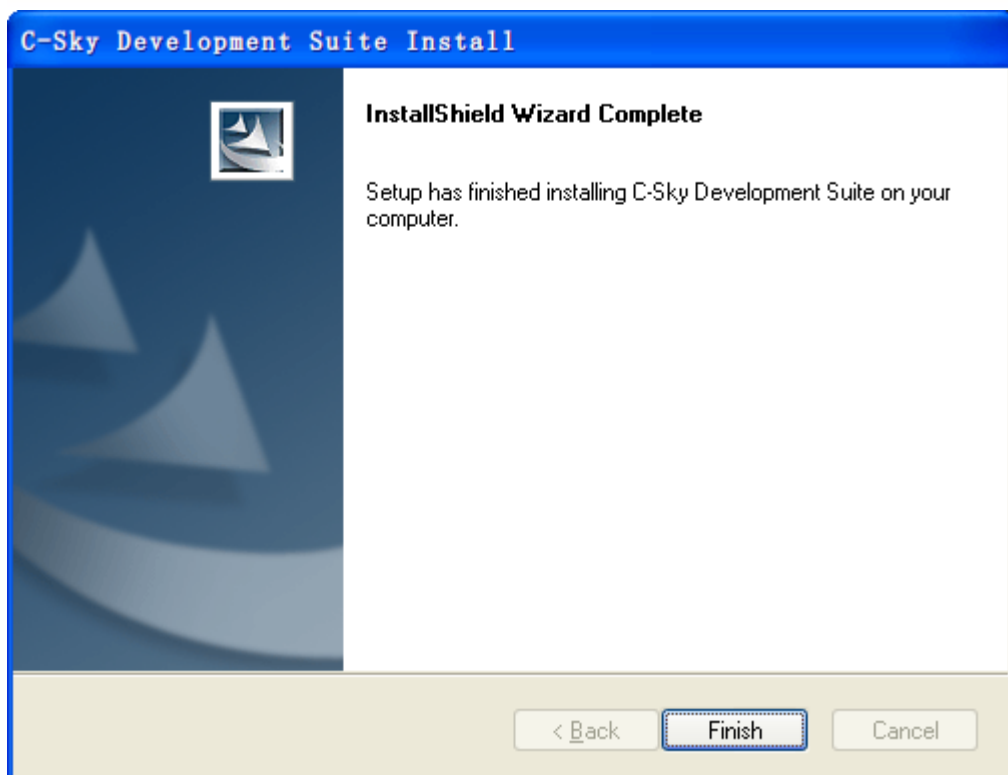 C-Sky Development Suite Install
InstallShield Wizard Complete
Setup has finished installing C-Sky Development Suite on your
computer.
< Back
Finish
Cancel